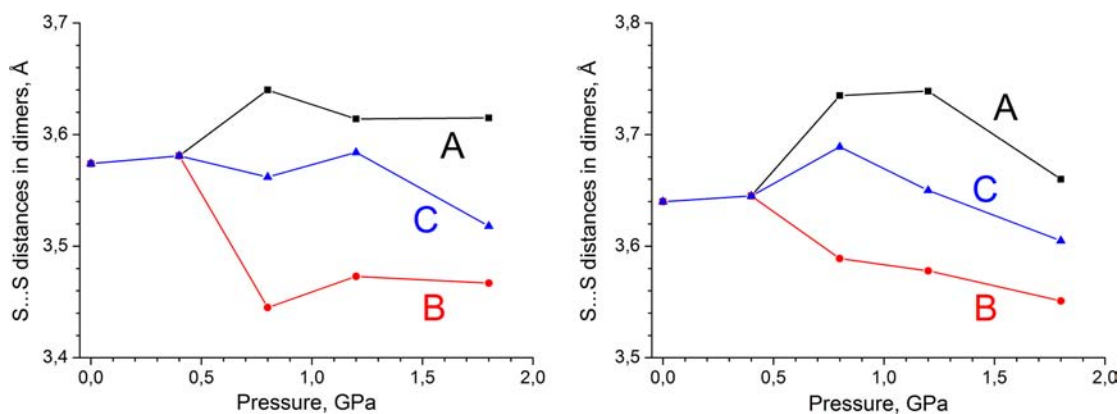 3,7
3,6
3,5
3,4
S...S distances in dimers, Å
0,0 0,5 1,0 1,5 2,0
Pressure, GPa
A
C
B
3,8
3,7
3,6
3,5
S...S distances in dimers, Å
0,0 0,5 1,0 1,5 2,0
Pressure, GPa
A
C
B